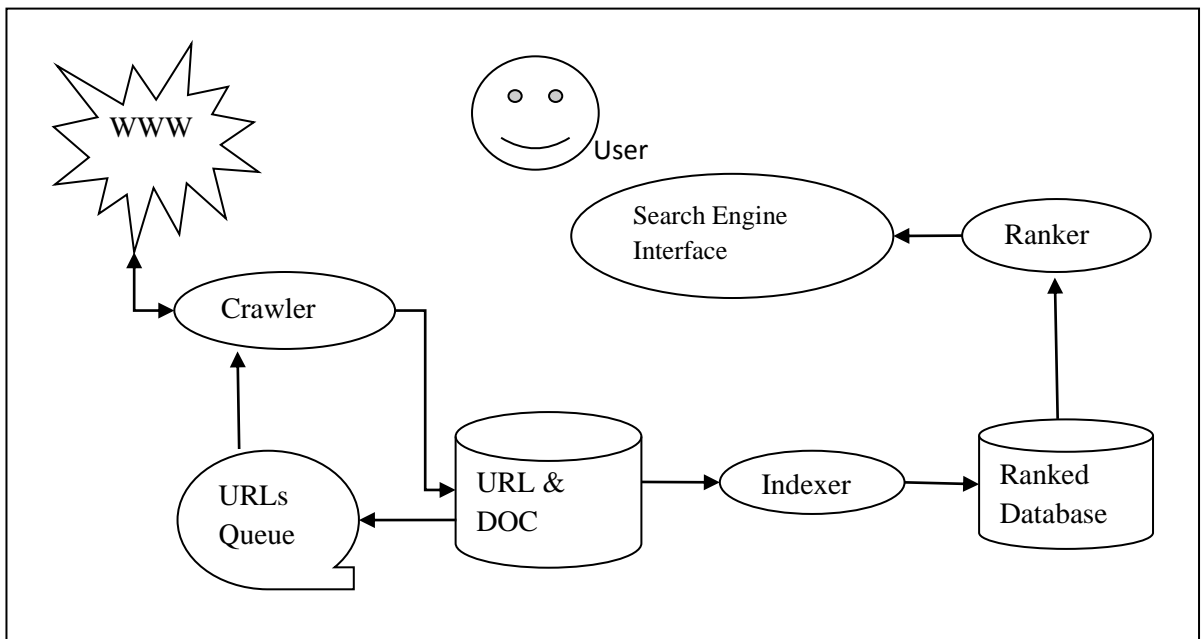 WWW
User
Search Engine
Interface
Ranker
Crawler
URLs
Queue
URL &
DOC
Indexer
Ranked
Database